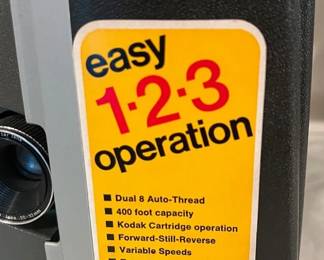 easy
1•2•3
operation
■ Dual 8 Auto-Thread
■ 400 foot capacity
■ Kodak Cartridge operation
■ Forward-Still-Reverse
■ Variable Speeds